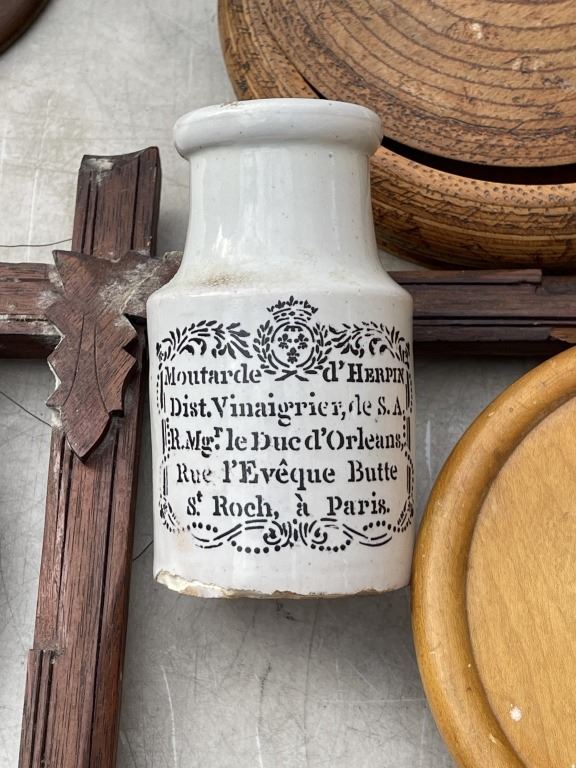 Moutarde d'HERPIN
Dist. Vinaigrier, de S.A.
R. Mgr. le Duc d'Orleans,
Rue l'Evêque Butte
St. Roch, à Paris.